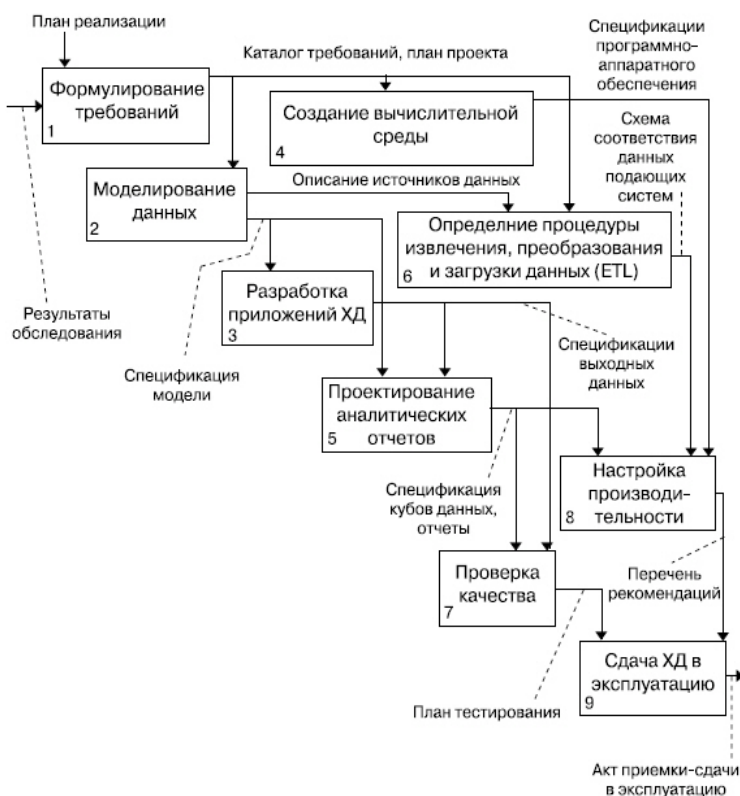 План реализации
Каталог требований, план проекта
Спецификации
программно-
аппаратного
обеспечения
Формулирование
требований
1
Создание вычислительной
среды
4
Схема
соответствия
данных
подающих
систем
Моделирование
данных
2
Описание источников данных
Определние процедуры
извлечения, преобразования
и загрузки данных (ETL)
6
Результаты
обследования
Разработка
приложений ХД
3
Спецификации
выходных
данных
Спецификация
модели
Проектирование
аналитических
отчетов
5
Спецификация
кубов данных,
отчеты
Настройка
производи-
тельности
8
Проверка
качества
7
Перечень
рекомендаций
Сдача ХД в
эксплуатацию
9
План тестирования
Акт приемки-сдачи
в эксплуатацию